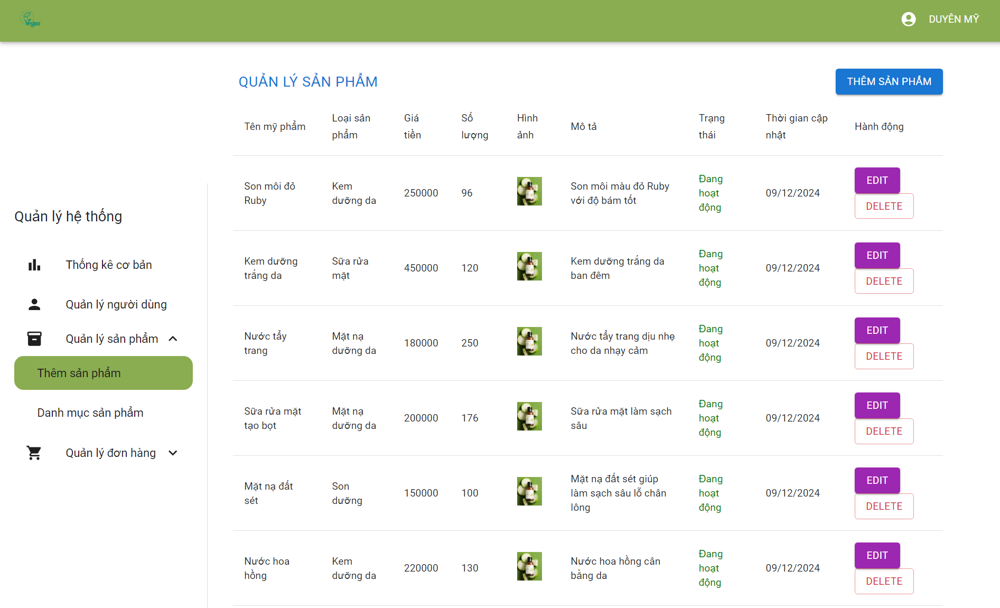 Vegan
DUYÊN MỸ
QUẢN LÝ SẢN PHẨM
THÊM SẢN PHẨM
Tên mỹ phẩm
Loại sản
phẩm
Giá
tiền
Số
lượng
Hình
ảnh
Mô tả
Trạng
thái
Thời gian cập
nhật
Hành động
Son môi đỏ
Ruby
Kem
dưỡng da
250000
96
Son môi màu đỏ Ruby
với độ bám tốt
Đang
hoạt
động
09/12/2024
EDIT
DELETE
Kem dưỡng
trắng da
Sữa rửa
mặt
450000
120
Kem dưỡng trắng da
ban đêm
Đang
hoạt
động
09/12/2024
EDIT
DELETE
Nước tẩy
trang
Mặt nạ
dưỡng da
180000
250
Nước tẩy trang dịu nhẹ
cho da nhạy cảm
Đang
hoạt
động
09/12/2024
EDIT
DELETE
Sữa rửa mặt
tạo bọt
Mặt nạ
dưỡng da
200000
176
Sữa rửa mặt làm sạch
sâu
Đang
hoạt
động
09/12/2024
EDIT
DELETE
Mặt nạ đất
sét
Son
dưỡng
150000
100
Mặt nạ đất sét giúp
làm sạch sâu lỗ chân
lông
Đang
hoạt
động
09/12/2024
EDIT
DELETE
Nước hoa
hồng
Kem
dưỡng da
220000
130
Nước hoa hồng cân
bằng da
Đang
hoạt
động
09/12/2024
EDIT
DELETE
Quản lý hệ thống
Thống kê cơ bản
Quản lý người dùng
Quản lý sản phẩm
Thêm sản phẩm
Danh mục sản phẩm
Quản lý đơn hàng